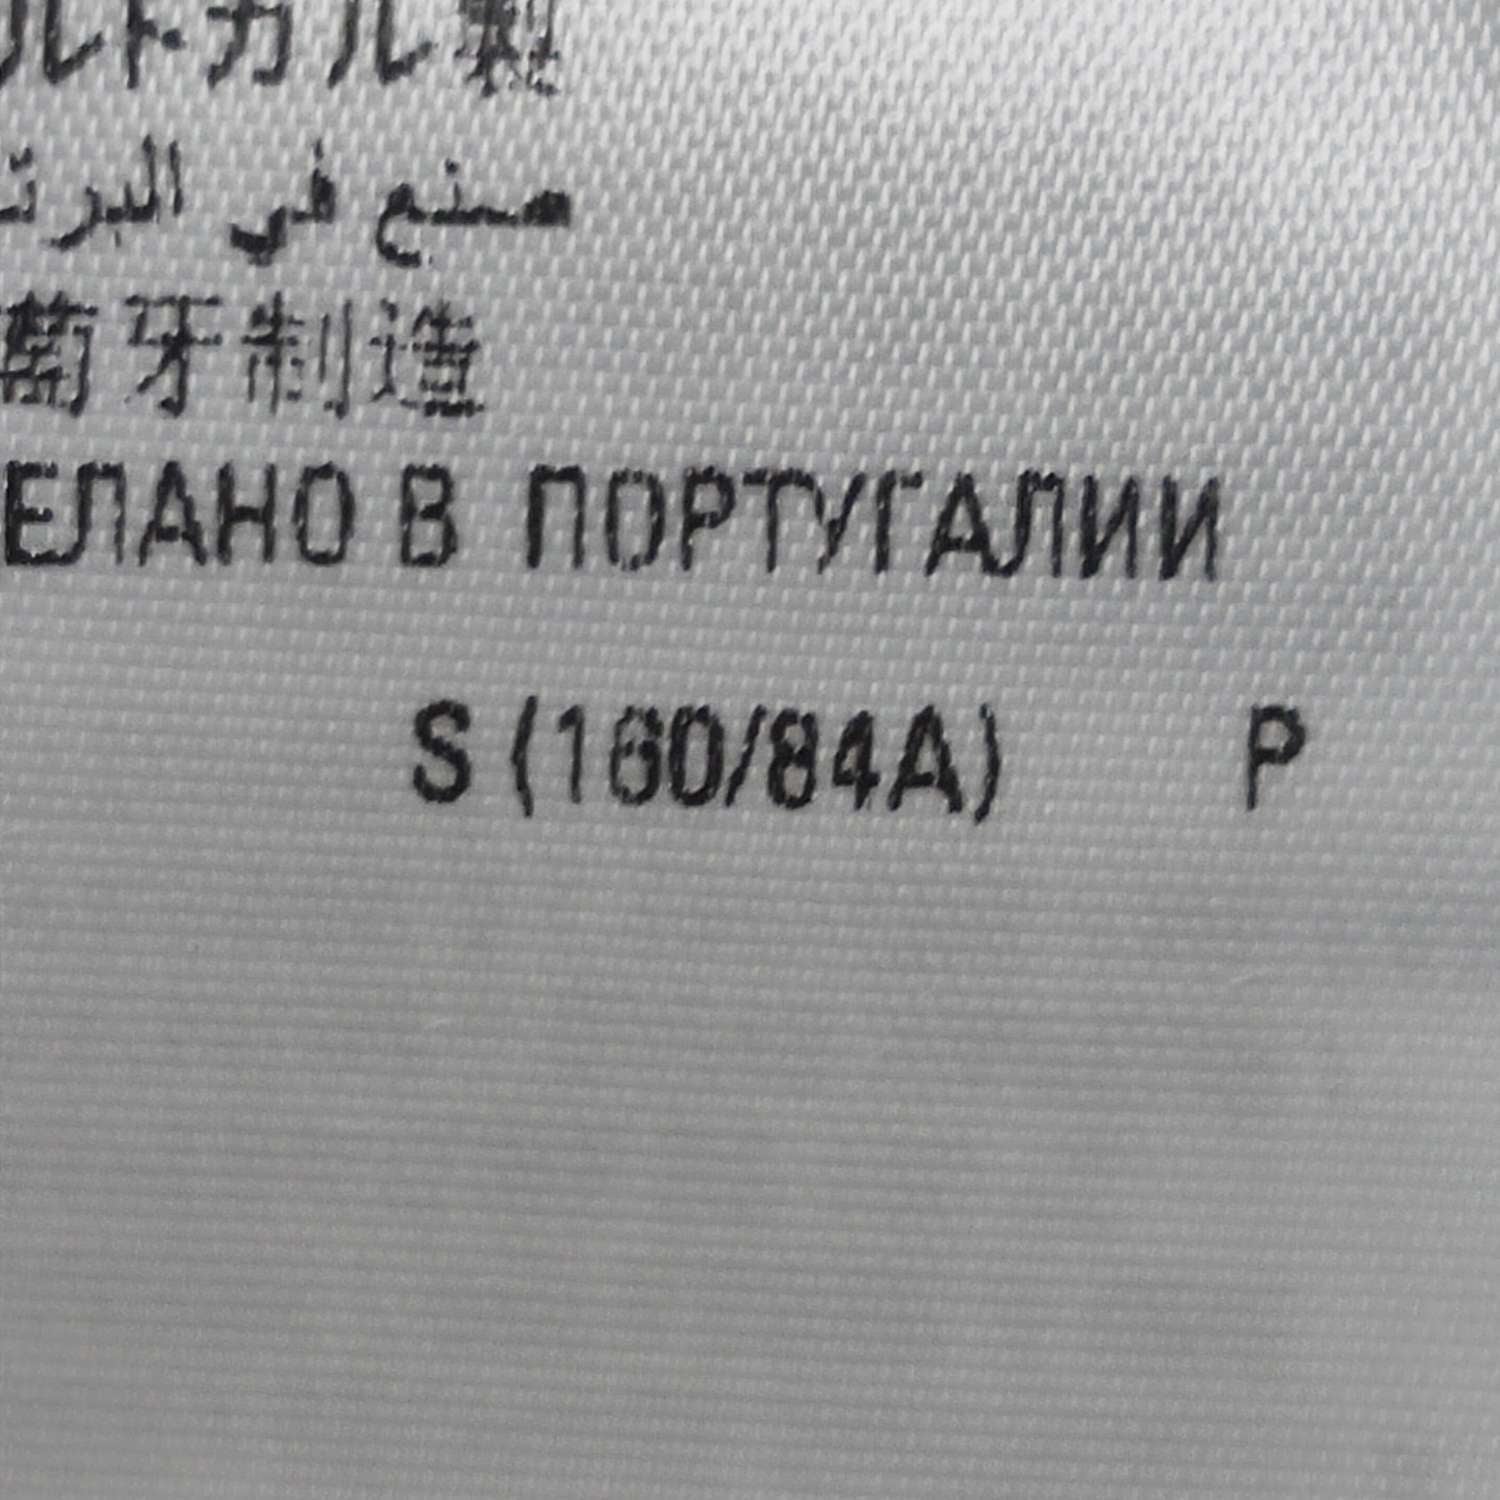 ルトガル製
صنع في البرت
萄牙制造
ЕЛАНО В ПОРТУГАЛИИ
S (160/84A) P